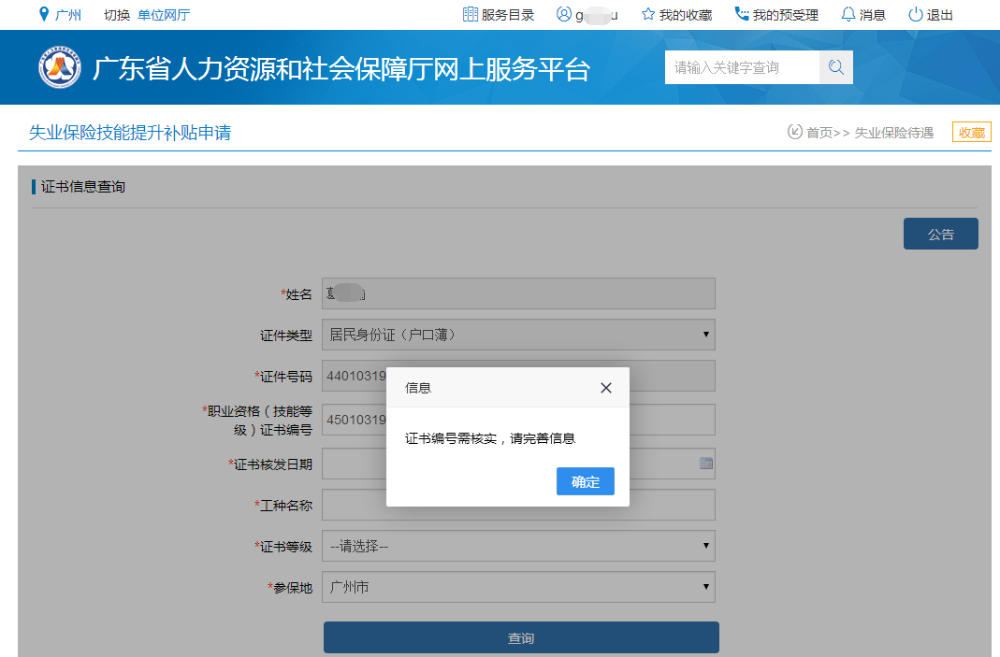 广州 切换 单位网厅 服务目录 g u 我的收藏 我的预受理 消息 退出
广东省人力资源和社会保障厅网上服务平台 请输入关键字查询
失业保险技能提升补贴申请 首页>> 失业保险待遇 收藏
证书信息查询
公告
*姓名
证件类型 居民身份证（户口薄）
*证件号码 44010319
信息
*职业资格（技能等
级）证书编号 45010319
证书编号需核实，请完善信息
*证书核发日期
确定
*工种名称
*证书等级 --请选择--
*参保地 广州市
查询